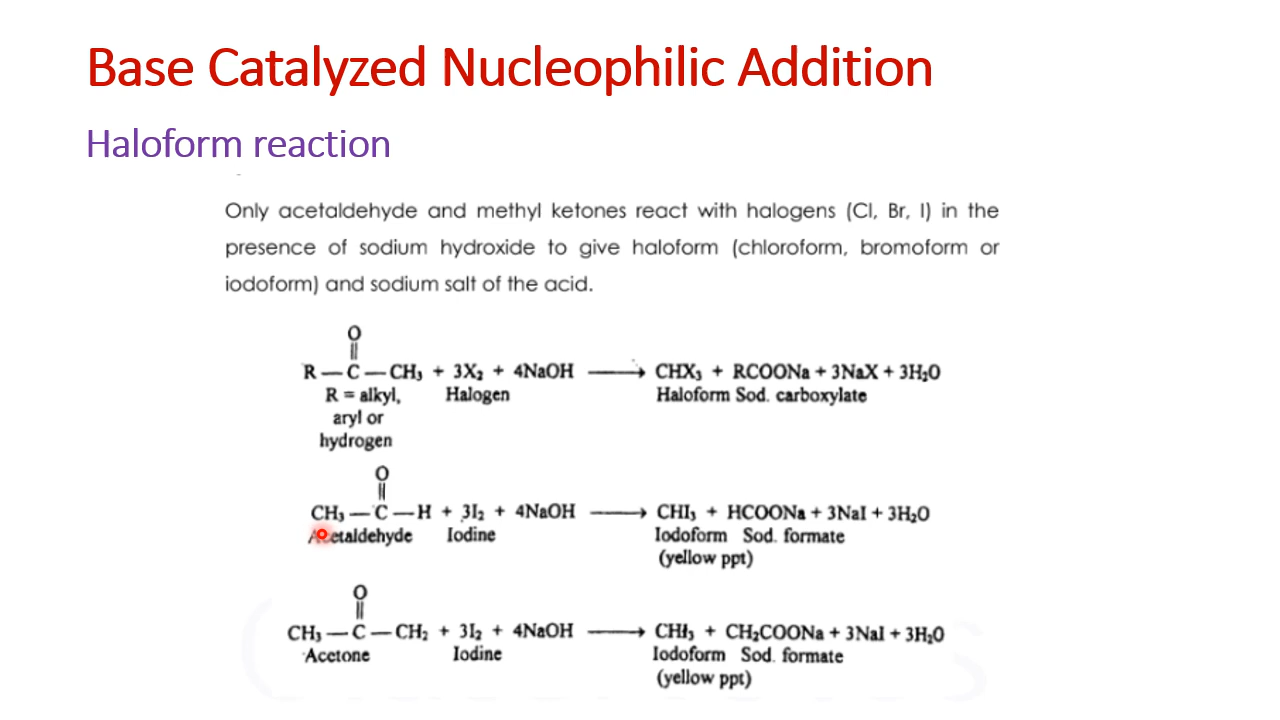 Base Catalyzed Nucleophilic Addition
Haloform reaction
Only acetaldehyde and methyl ketones react with halogens (Cl, Br, I) in the
presence of sodium hydroxide to give haloform (chloroform, bromoform or
iodoform) and sodium salt of the acid.
O
R — C — CH₃ + 3X₂ + 4NaOH ⟶ CHX₃ + RCOONa + 3NaX + 3H₂O
R = alkyl, Halogen Haloform Sod. carboxylate
aryl or
hydrogen
O
CH₃ — C — H + 3I₂ + 4NaOH ⟶ CHI₃ + HCOONa + 3NaI + 3H₂O
Acetaldehyde Iodine Iodoform Sod. formate
(yellow ppt)
O
CH₃ — C — CH₂ + 3I₂ + 4NaOH ⟶ CHI₃ + CH₂COONa + 3NaI + 3H₂O
Acetone Iodine Iodoform Sod. formate
(yellow ppt)